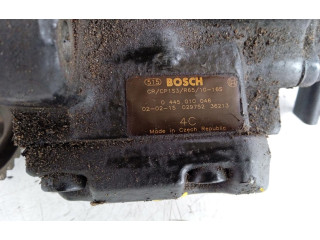 BOSCH
CR/CP1S3/R65/10-16S
0 445 010 046
02-02-15 029752 36213
4C
Made in Czech Republic